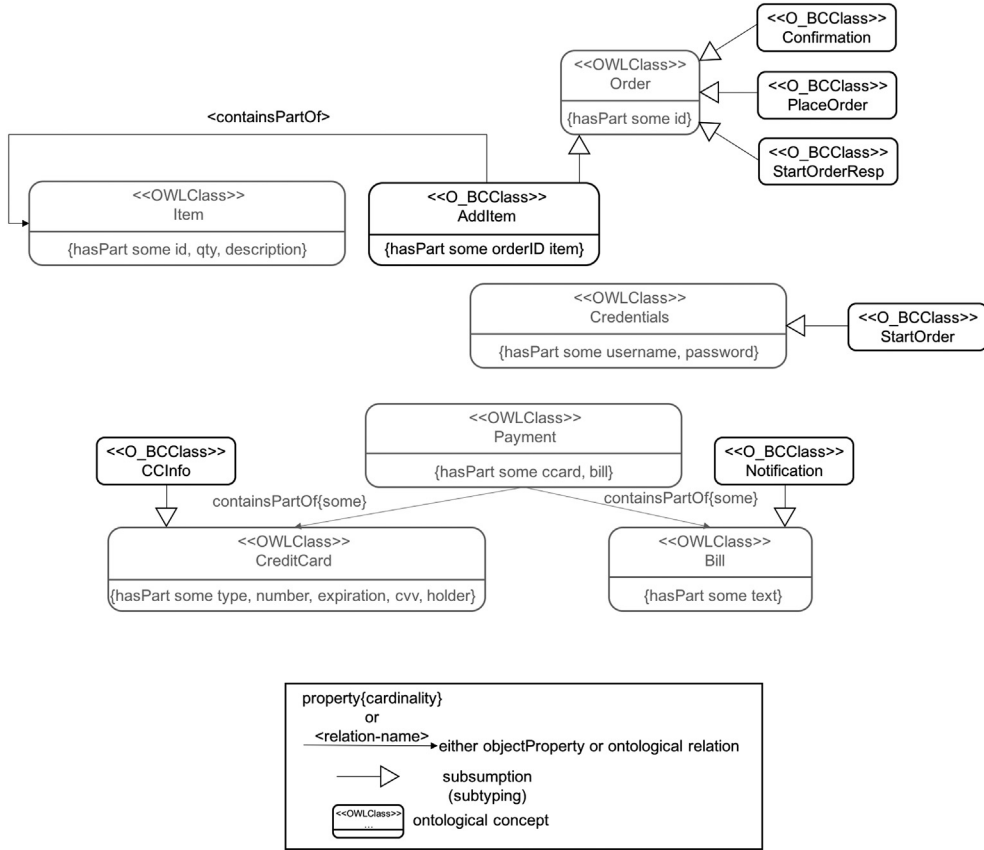 <<O_BCClass>>
Confirmation
<<OWLClass>>
Order
{hasPart some id}
<<O_BCClass>>
PlaceOrder
<<O_BCClass>>
StartOrderResp
<containsPartOf>
<<OWLClass>>
Item
{hasPart some id, qty, description}
<<O_BCClass>>
AddItem
{hasPart some orderID item}
<<OWLClass>>
Credentials
{hasPart some username, password}
<<O_BCClass>>
StartOrder
<<OWLClass>>
Payment
{hasPart some ccard, bill}
<<O_BCClass>>
CCInfo
<<O_BCClass>>
Notification
containsPartOf{some}
containsPartOf{some}
<<OWLClass>>
CreditCard
{hasPart some type, number, expiration, cvv, holder}
<<OWLClass>>
Bill
{hasPart some text}
property{cardinality}
or
<relation-name>
either objectProperty or ontological relation
subsumption
(subtyping)
<<OWLClass>>
...
ontological concept